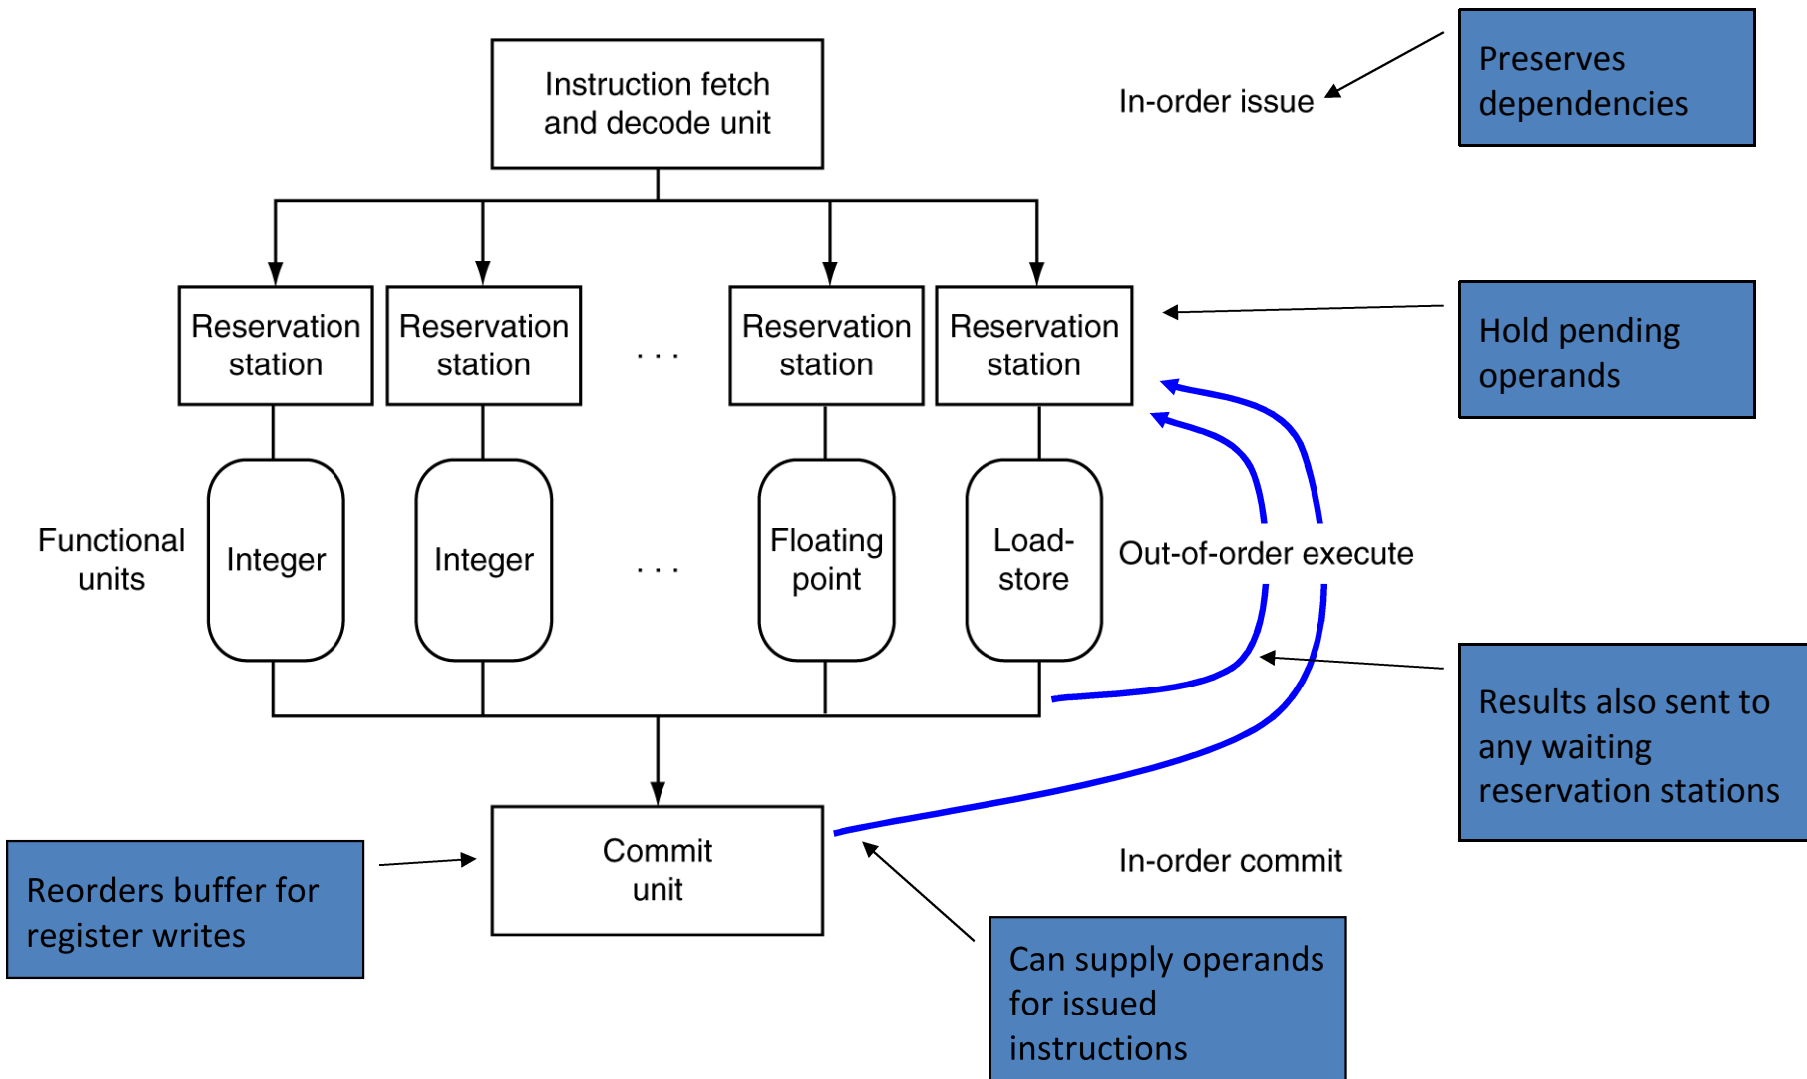 Instruction fetch
and decode unit
In-order issue
Preserves
dependencies
Reservation
station
Reservation
station
. . .
Reservation
station
Reservation
station
Hold pending
operands
Functional
units
Integer
Integer
. . .
Floating
point
Load-
store
Out-of-order execute
Results also sent to
any waiting
reservation stations
Commit
unit
In-order commit
Reorders buffer for
register writes
Can supply operands
for issued
instructions